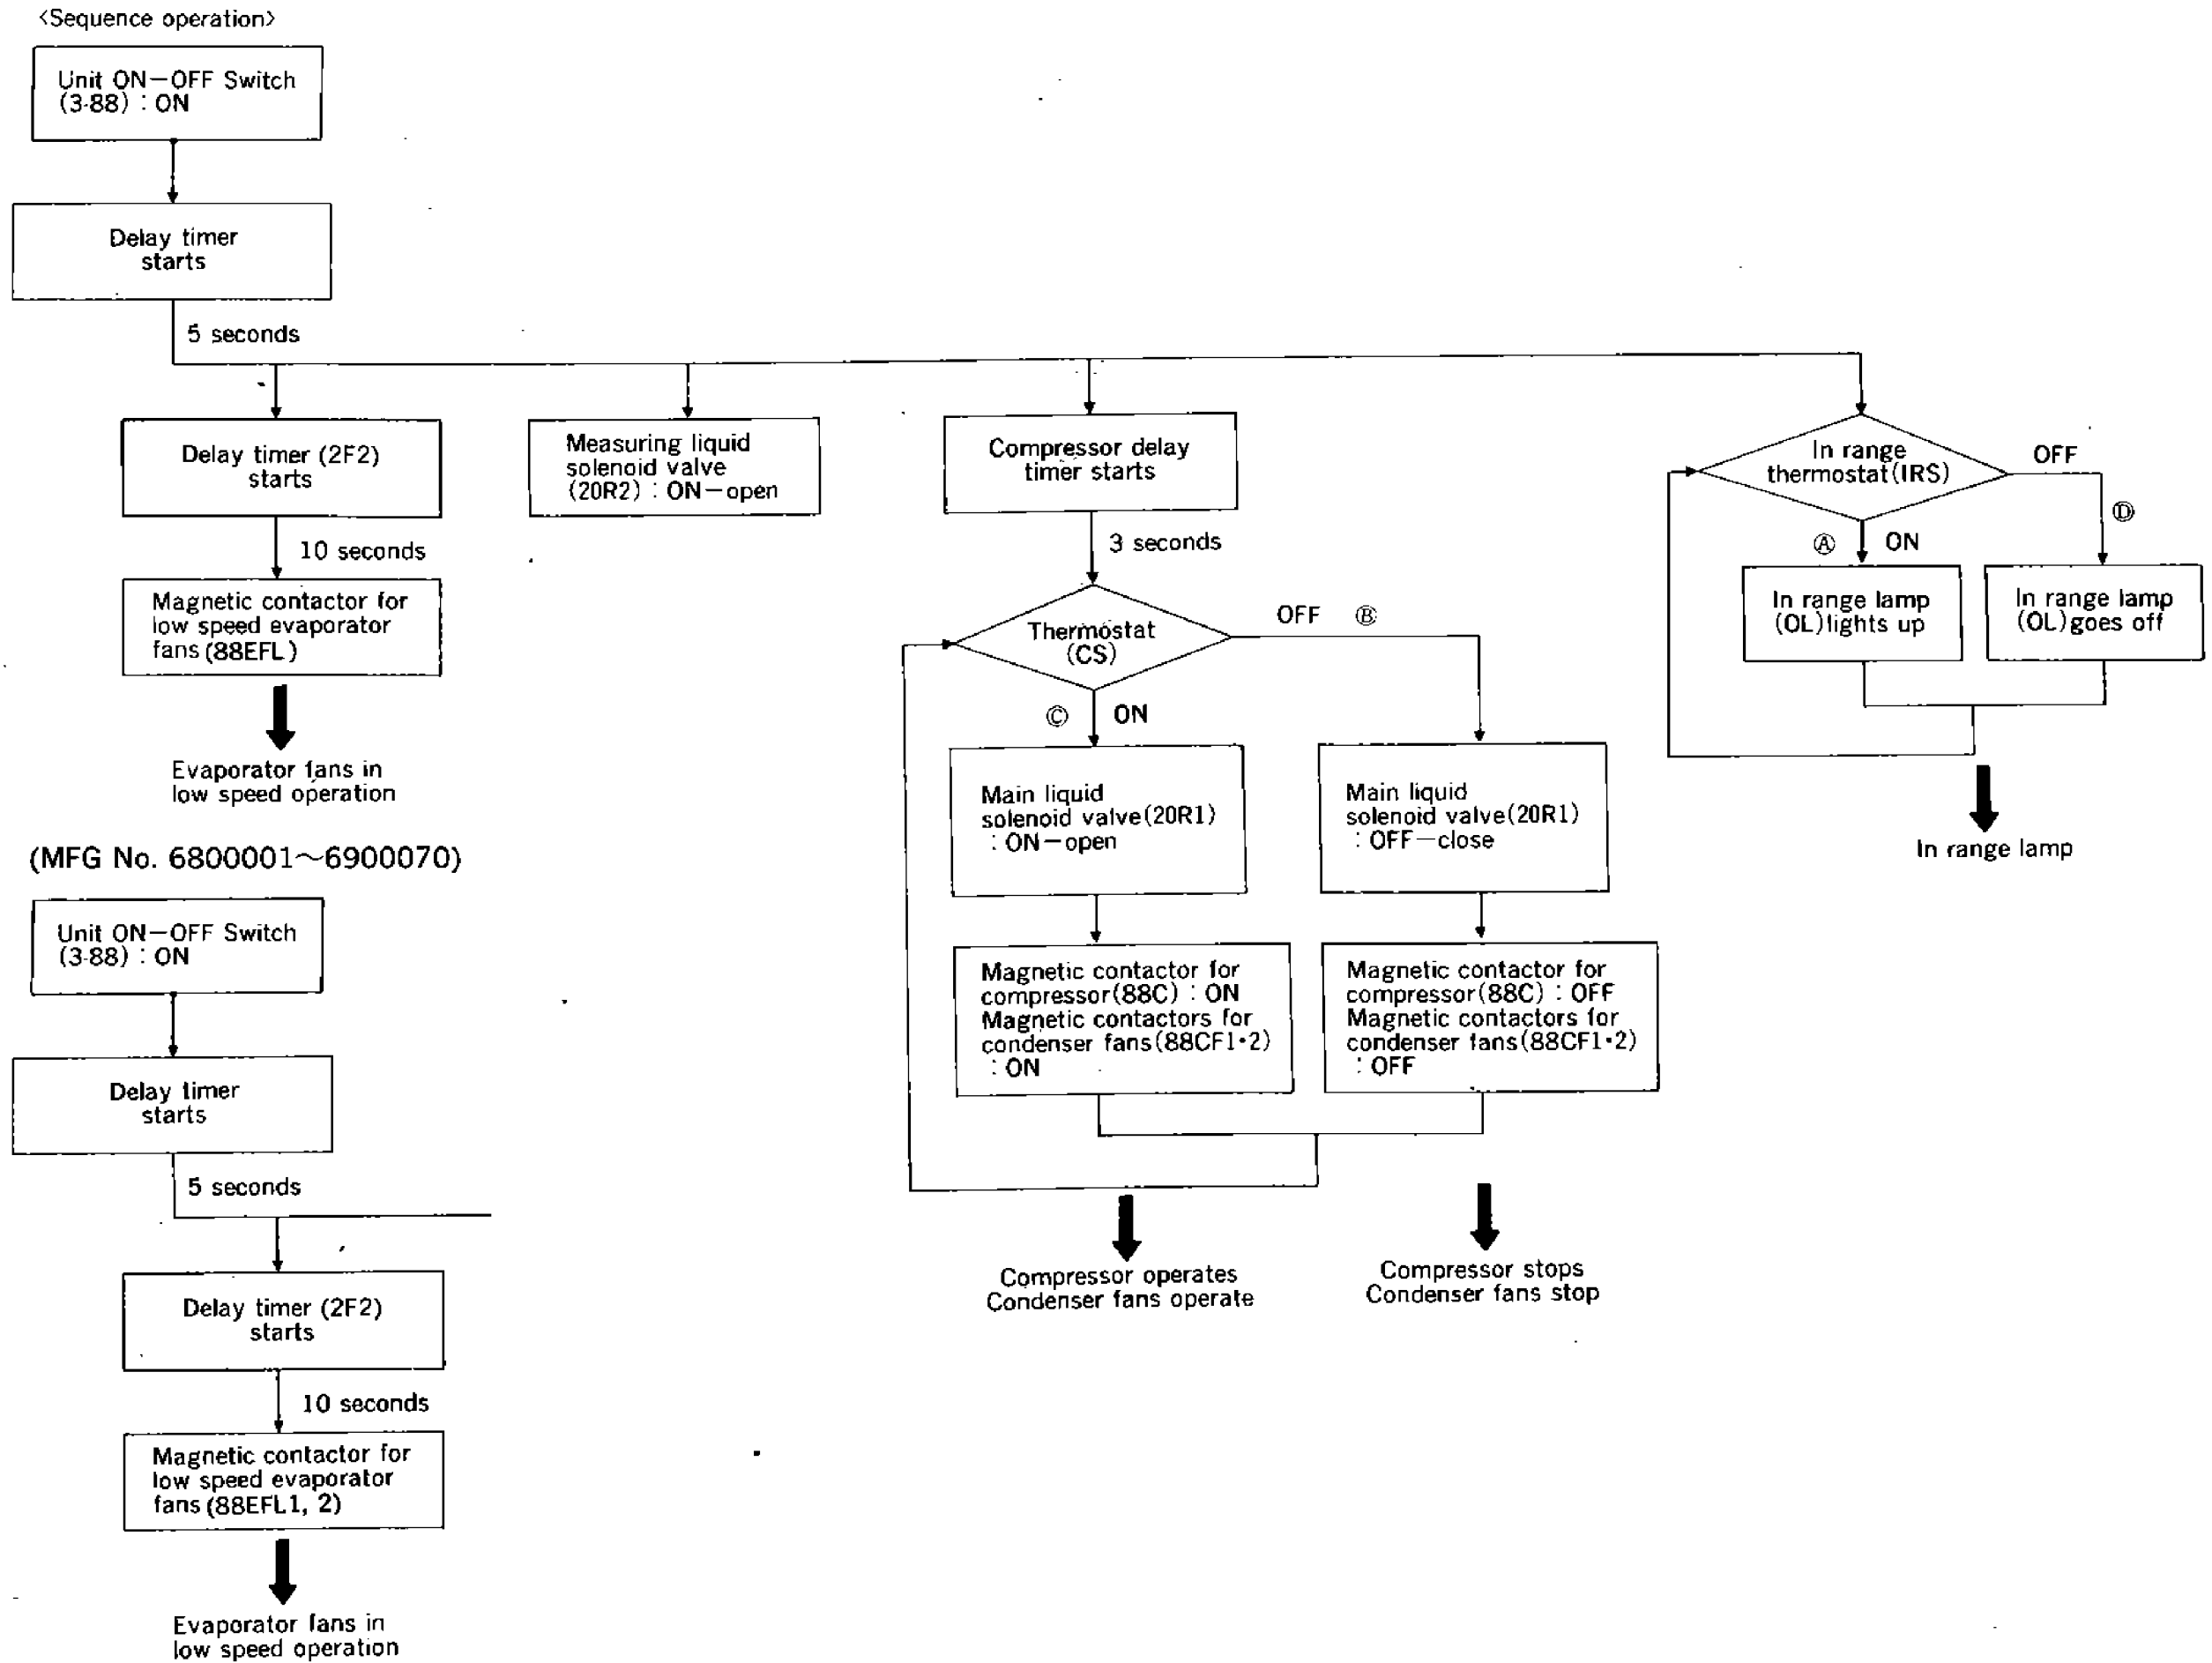 <Sequence operation>
Unit ON—OFF Switch
(3-88) : ON
Delay timer
starts
5 seconds
Delay timer (2F2)
starts
10 seconds
Magnetic contactor for
low speed evaporator
fans (88EFL)
Evaporator fans in
low speed operation
Measuring liquid
solenoid valve
(20R2) : ON—open
Compressor delay
timer starts
3 seconds
Thermostat
(CS)
OFF Ⓑ
Ⓒ ON
Main liquid
solenoid valve(20R1)
: ON—open
Main liquid
solenoid valve(20R1)
: OFF—close
Magnetic contactor for
compressor(88C) : ON
Magnetic contactors for
condenser fans(88CF1·2)
: ON
Magnetic contactor for
compressor(88C) : OFF
Magnetic contactors for
condenser fans(88CF1·2)
: OFF
Compressor operates
Condenser fans operate
Compressor stops
Condenser fans stop
In range
thermostat(IRS)
OFF
Ⓓ
Ⓐ ON
In range lamp
(OL)lights up
In range lamp
(OL)goes off
In range lamp
(MFG No. 6800001～6900070)
Unit ON—OFF Switch
(3-88) : ON
Delay timer
starts
5 seconds
Delay timer (2F2)
starts
10 seconds
Magnetic contactor for
low speed evaporator
fans (88EFL1, 2)
Evaporator fans in
low speed operation